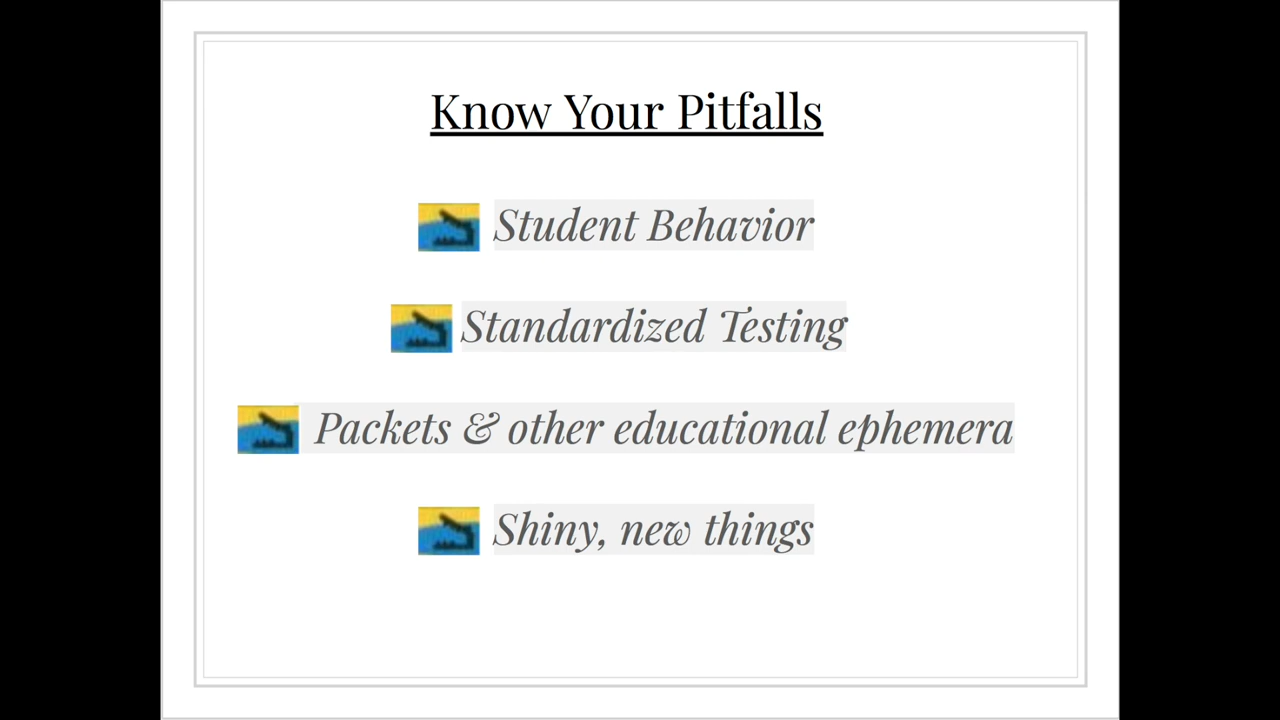 Know Your Pitfalls
Student Behavior
Standardized Testing
Packets & other educational ephemera
Shiny, new things